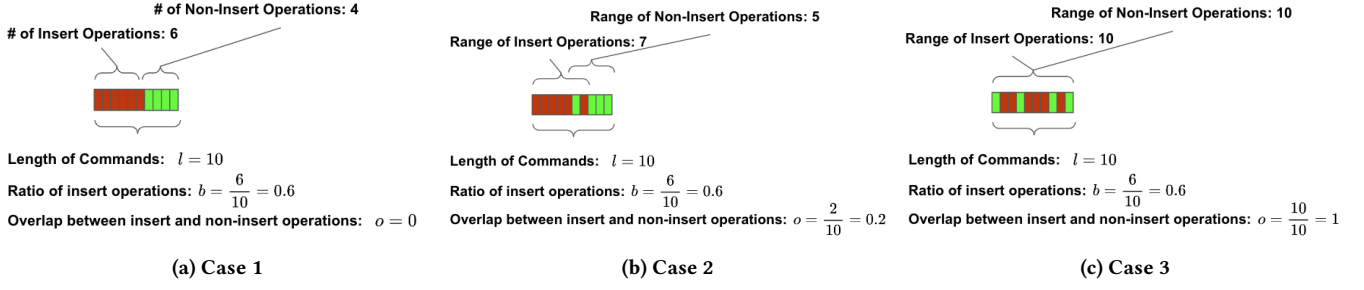 # of Non-Insert Operations: 4
# of Insert Operations: 6
Length of Commands: l = 10
Ratio of insert operations: b = 6/10 = 0.6
Overlap between insert and non-insert operations: o = 0
(a) Case 1
Range of Non-Insert Operations: 5
Range of Insert Operations: 7
Length of Commands: l = 10
Ratio of insert operations: b = 6/10 = 0.6
Overlap between insert and non-insert operations: o = 2/10 = 0.2
(b) Case 2
Range of Non-Insert Operations: 10
Range of Insert Operations: 10
Length of Commands: l = 10
Ratio of insert operations: b = 6/10 = 0.6
Overlap between insert and non-insert operations: o = 10/10 = 1
(c) Case 3